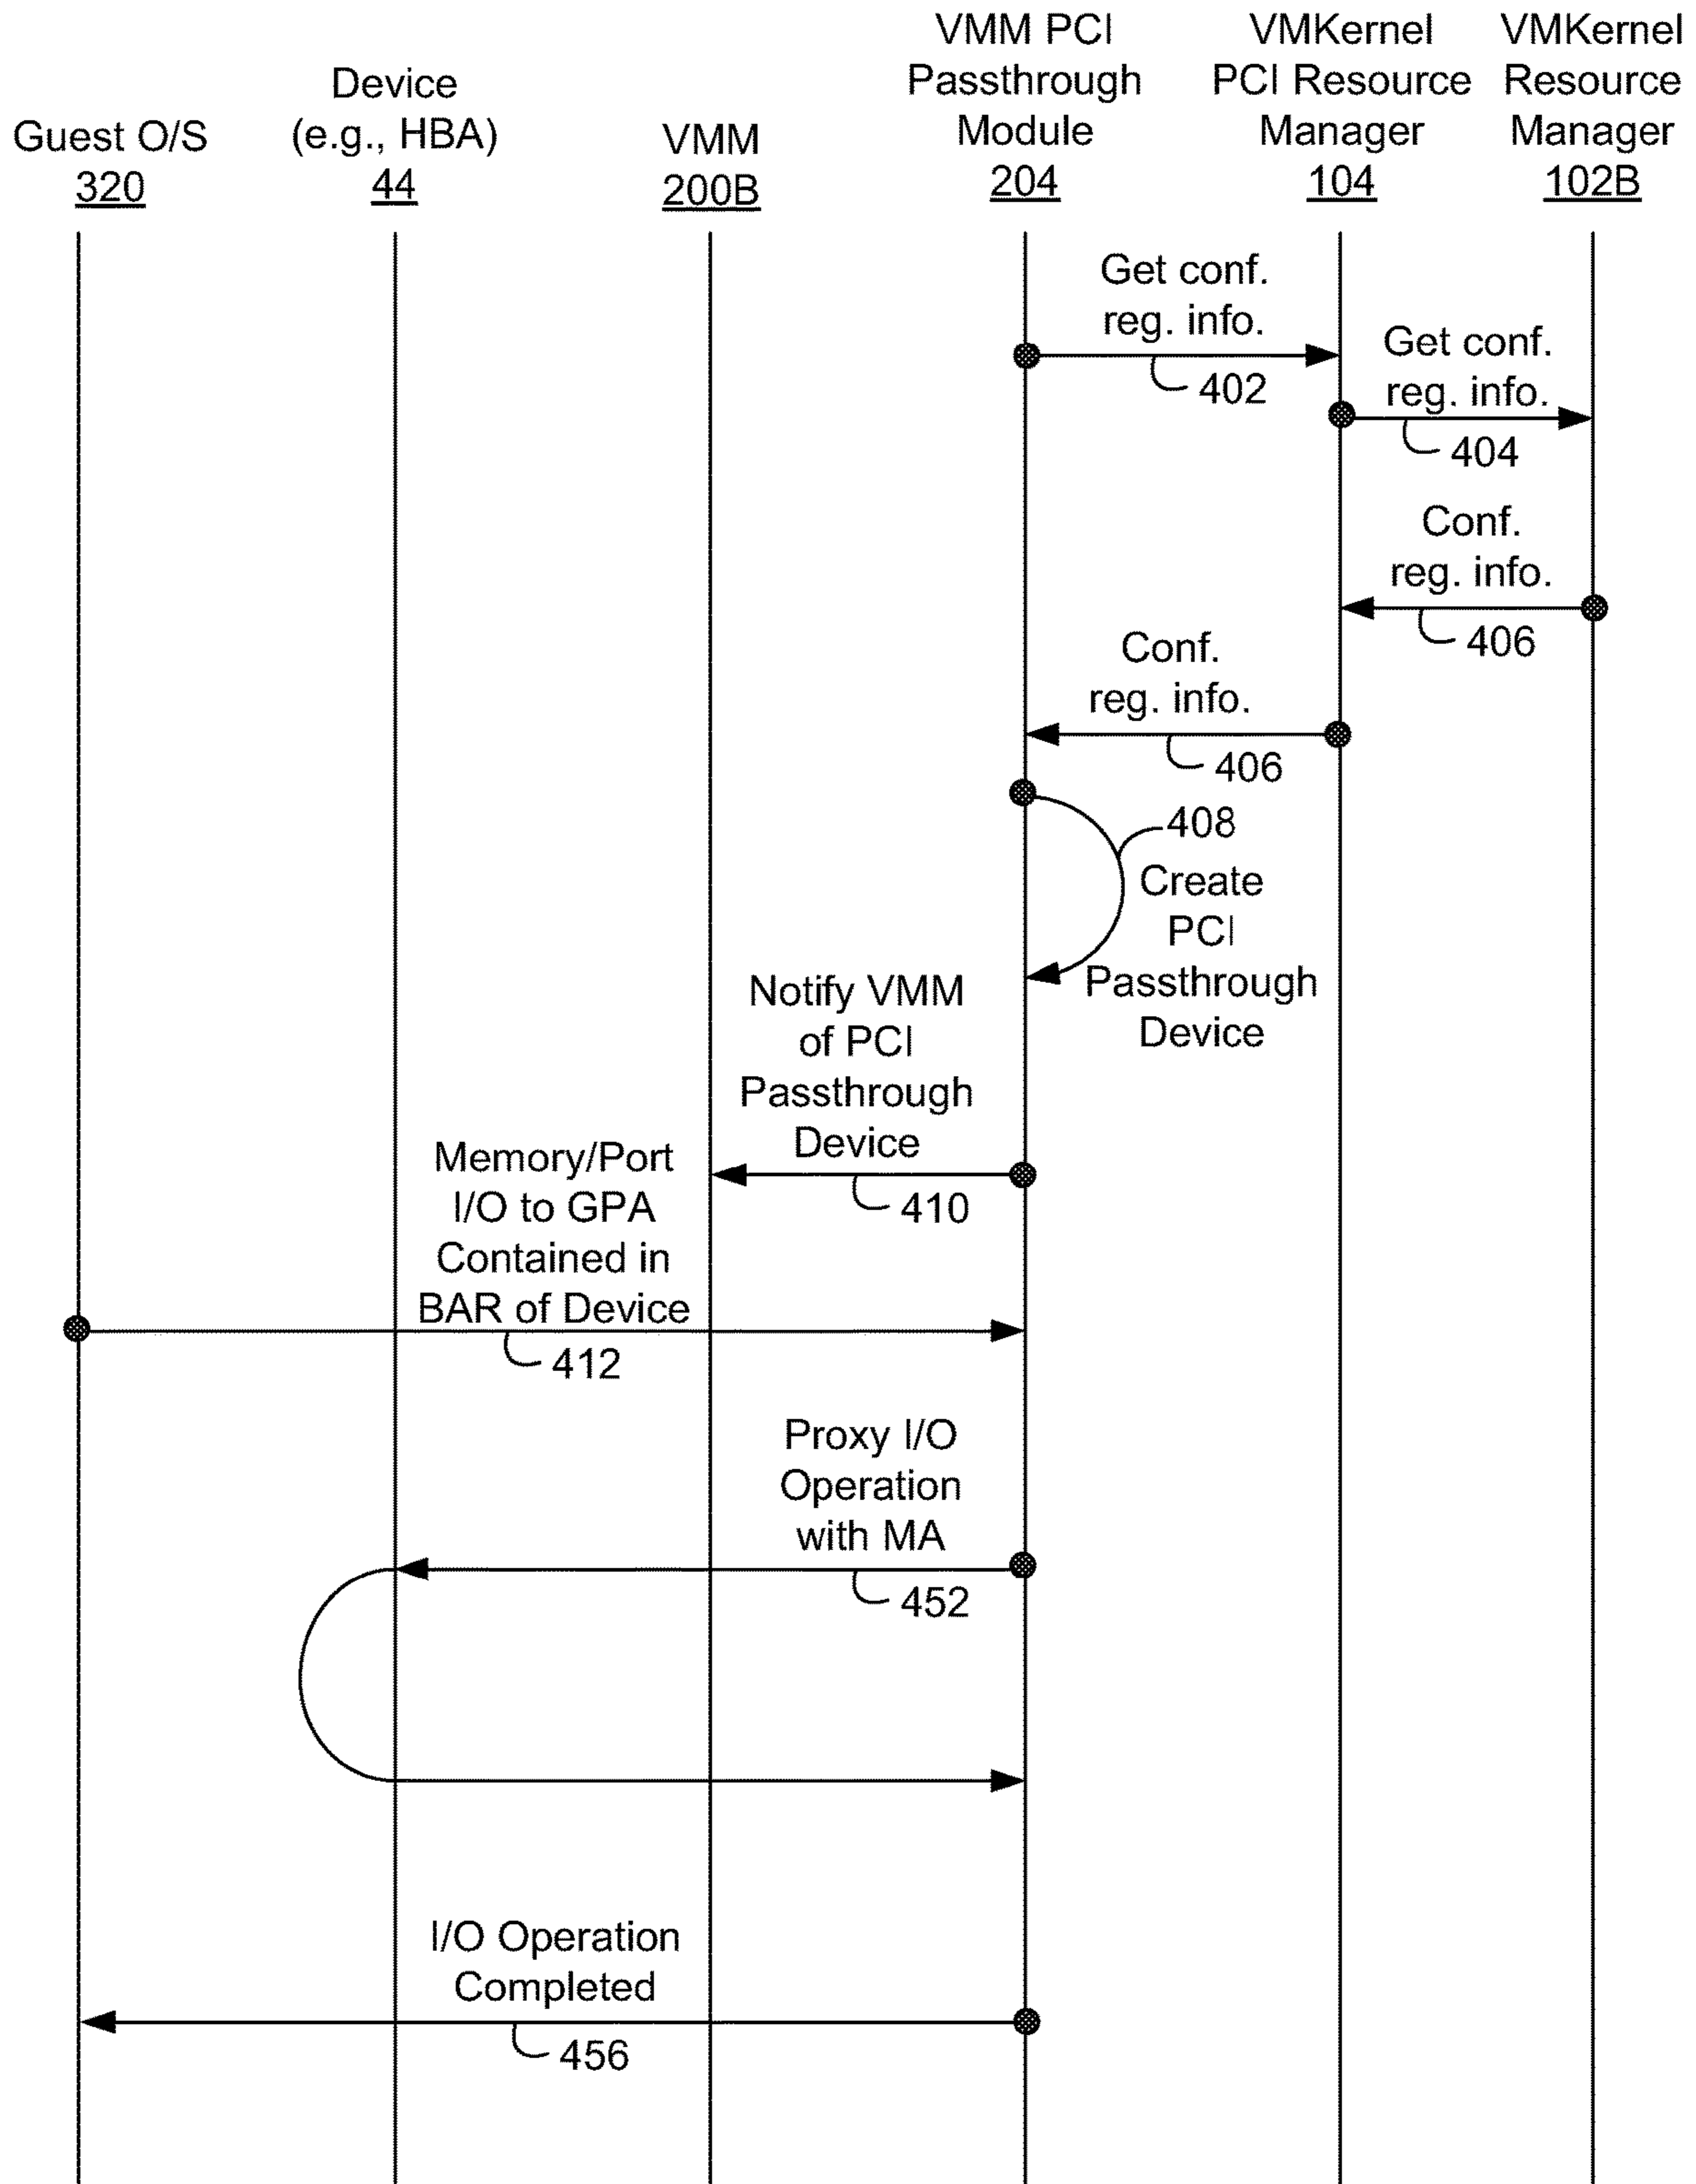 Guest O/S
320
Device
(e.g., HBA)
44
VMM
200B
VMM PCI
Passthrough
Module
204
VMKernel
PCI Resource
Manager
104
VMKernel
Resource
Manager
102B
Get conf.
reg. info.
402
Get conf.
reg. info.
404
Conf.
reg. info.
406
Conf.
reg. info.
406
408
Create
PCI
Passthrough
Device
Notify VMM
of PCI
Passthrough
Device
410
Memory/Port
I/O to GPA
Contained in
BAR of Device
412
Proxy I/O
Operation
with MA
452
I/O Operation
Completed
456